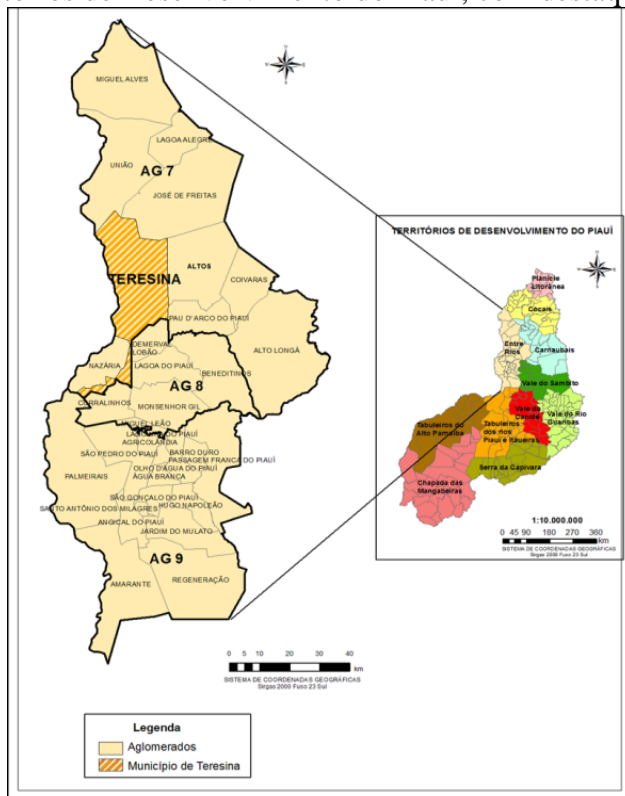 MIGUEL ALVES
LAGOA ALEGRE
UNIÃO
AG 7
JOSÉ DE FREITAS
TERESINA
ALTOS
COIVARAS
PAU D'ARCO DO PIAUÍ
ALTO LONGÁ
DEMERVAL
LOBÃO
NAZÁRIA
LAGOA DO PIAUÍ
BENEDITINOS
AG 8
CURRALINHOS
MONSENHOR GIL
MIGUEL LEÃO
AGRICOLÂNDIA
SÃO PEDRO DO PIAUÍ
BARRO DURO
PASSAGEM FRANCA DO PIAUÍ
PALMEIRAIS
OLHO D'ÁGUA DO PIAUÍ
ÁGUA BRANCA
SÃO GONÇALO DO PIAUÍ
HUGO NAPOLEÃO
SANTO ANTÔNIO DOS MILAGRES
ANGICAL DO PIAUÍ
JARDIM DO MULATO
AG 9
AMARANTE
REGENERAÇÃO
0 5 10 20 30 40
km
SISTEMA DE COORDENADAS GEOGRÁFICAS
Sirgas 2000 Fuso 23 Sul
Legenda
Aglomerados
Município de Teresina
TERRITÓRIOS DE DESENVOLVIMENTO DO PIAUÍ
Planície
Litorânea
Cocais
Entre
Rios
Carnaubais
Vale do Sambito
Vale do
Canindé
Vale do Rio
Guaribas
Tabuleiros do
Alto Parnaíba
Tabuleiros
dos rios
Piauí e Itaueiras
Serra da Capivara
Chapada das
Mangabeiras
1:10.000.000
0 45 90 180 270 360
km
SISTEMA DE COORDENADAS GEOGRÁFICAS
Sirgas 2000 Fuso 23 Sul